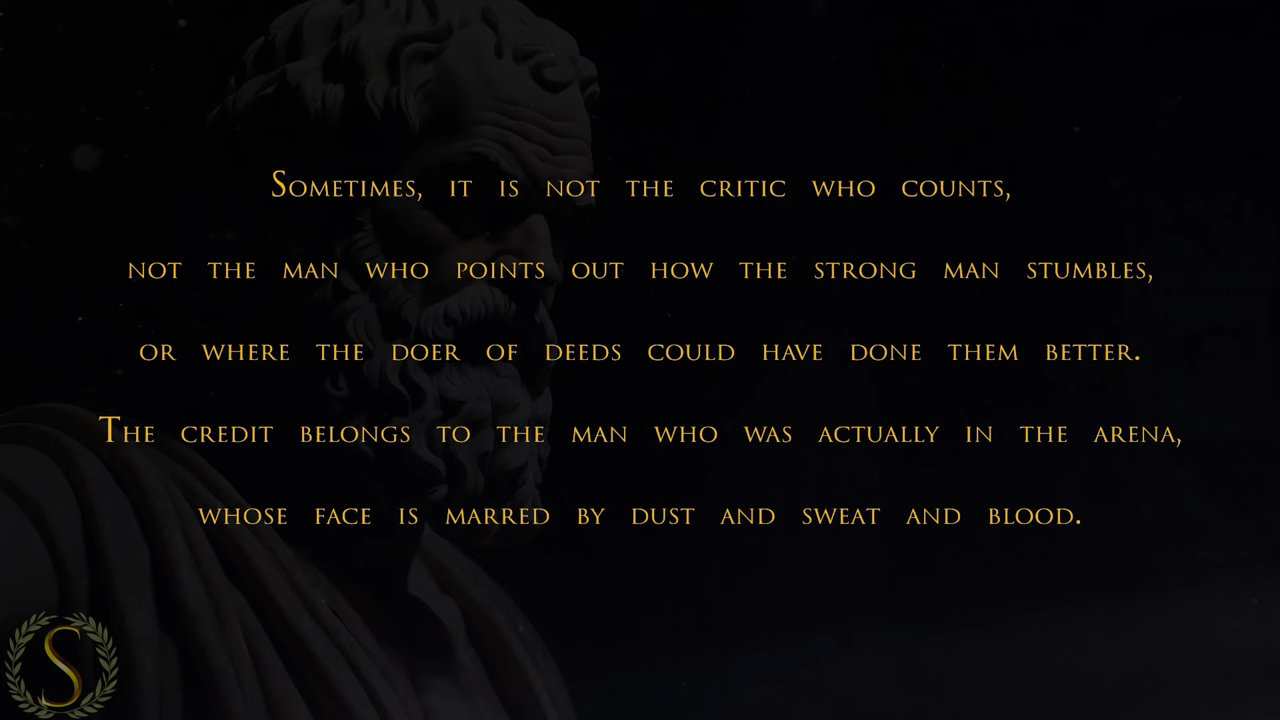 Sometimes, it is not the critic who counts,
not the man who points out how the strong man stumbles,
or where the doer of deeds could have done them better.
The credit belongs to the man who was actually in the arena,
whose face is marred by dust and sweat and blood.
S